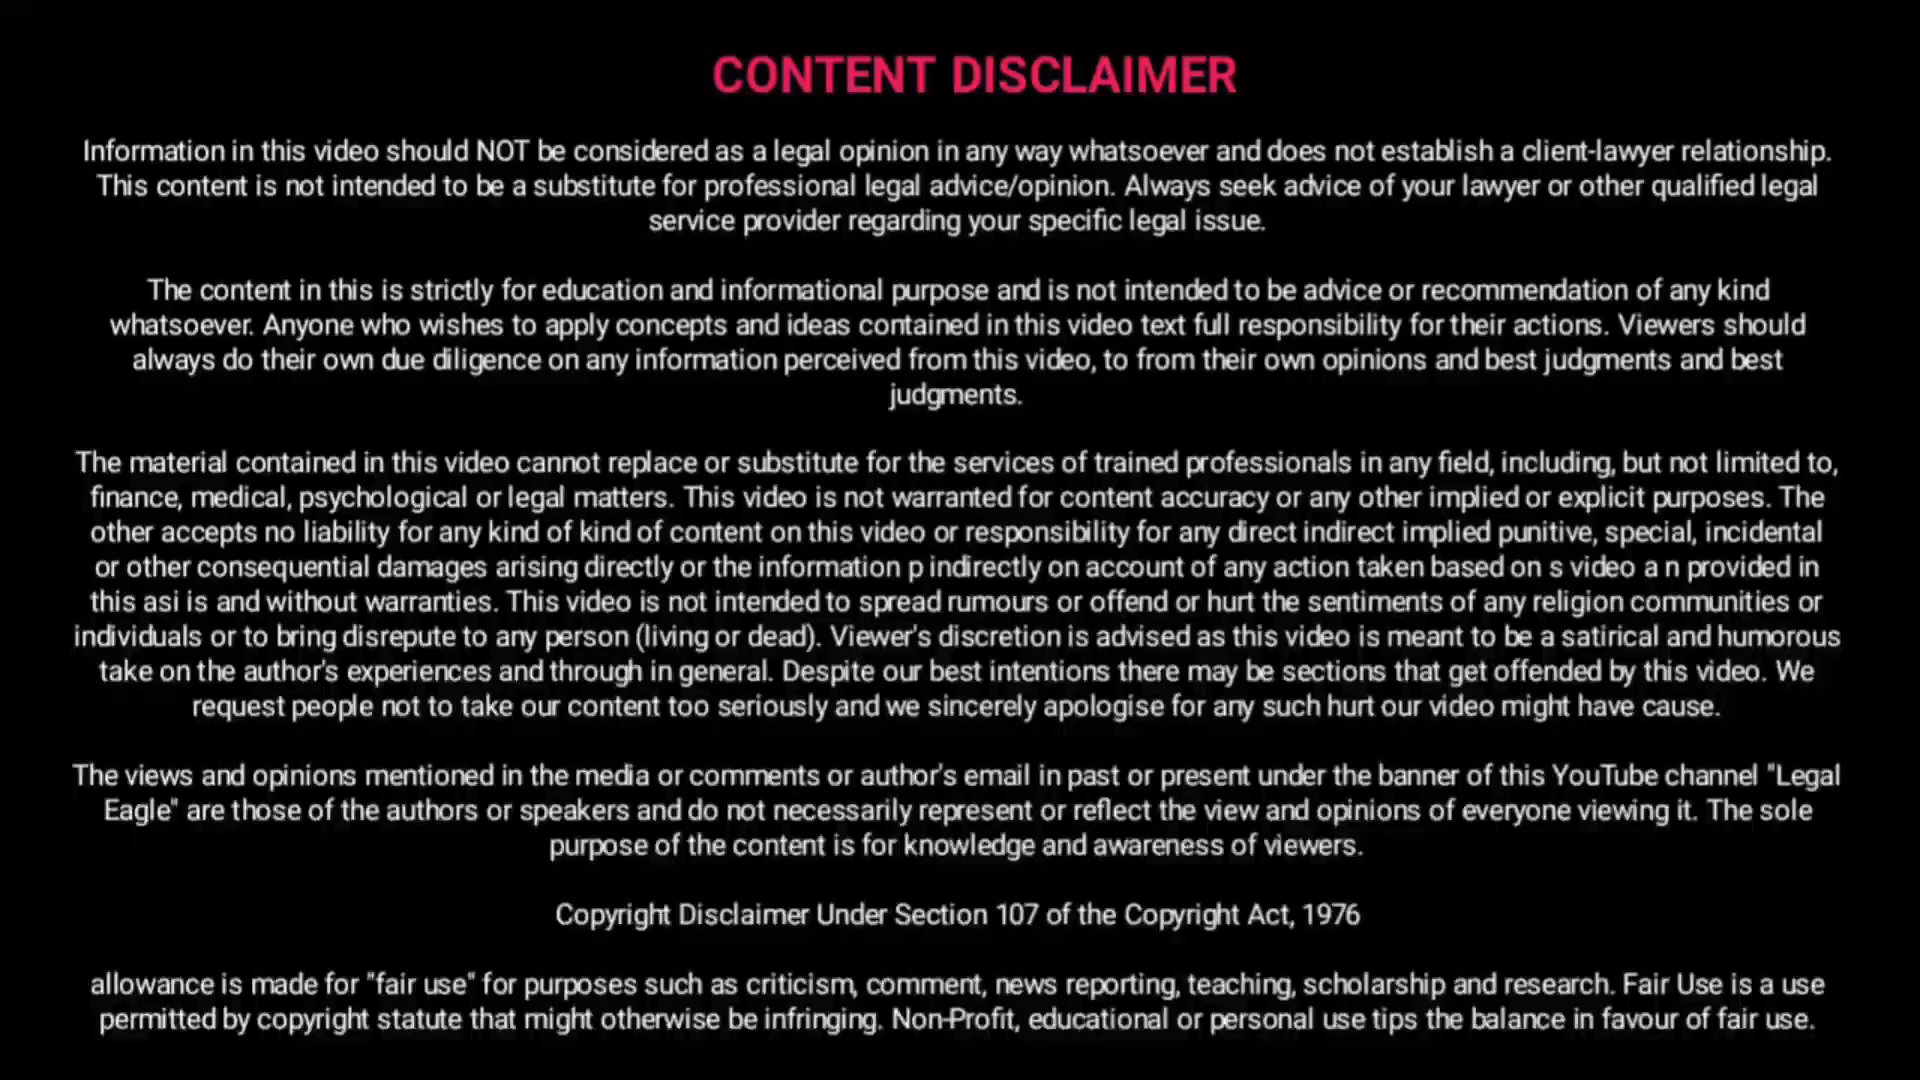 CONTENT DISCLAIMER
Information in this video should NOT be considered as a legal opinion in any way whatsoever and does not establish a client-lawyer relationship.
This content is not intended to be a substitute for professional legal advice/opinion. Always seek advice of your lawyer or other qualified legal
service provider regarding your specific legal issue.
The content in this is strictly for education and informational purpose and is not intended to be advice or recommendation of any kind
whatsoever. Anyone who wishes to apply concepts and ideas contained in this video text full responsibility for their actions. Viewers should
always do their own due diligence on any information perceived from this video, to from their own opinions and best judgments and best
judgments.
The material contained in this video cannot replace or substitute for the services of trained professionals in any field, including, but not limited to,
finance, medical, psychological or legal matters. This video is not warranted for content accuracy or any other implied or explicit purposes. The
other accepts no liability for any kind of kind of content on this video or responsibility for any direct indirect implied punitive, special, incidental
or other consequential damages arising directly or the information p indirectly on account of any action taken based on s video a n provided in
this asi is and without warranties. This video is not intended to spread rumours or offend or hurt the sentiments of any religion communities or
individuals or to bring disrepute to any person (living or dead). Viewer's discretion is advised as this video is meant to be a satirical and humorous
take on the author's experiences and through in general. Despite our best intentions there may be sections that get offended by this video. We
request people not to take our content too seriously and we sincerely apologise for any such hurt our video might have cause.
The views and opinions mentioned in the media or comments or author's email in past or present under the banner of this YouTube channel "Legal
Eagle" are those of the authors or speakers and do not necessarily represent or reflect the view and opinions of everyone viewing it. The sole
purpose of the content is for knowledge and awareness of viewers.
Copyright Disclaimer Under Section 107 of the Copyright Act, 1976
allowance is made for "fair use" for purposes such as criticism, comment, news reporting, teaching, scholarship and research. Fair Use is a use
permitted by copyright statute that might otherwise be infringing. Non-Profit, educational or personal use tips the balance in favour of fair use.